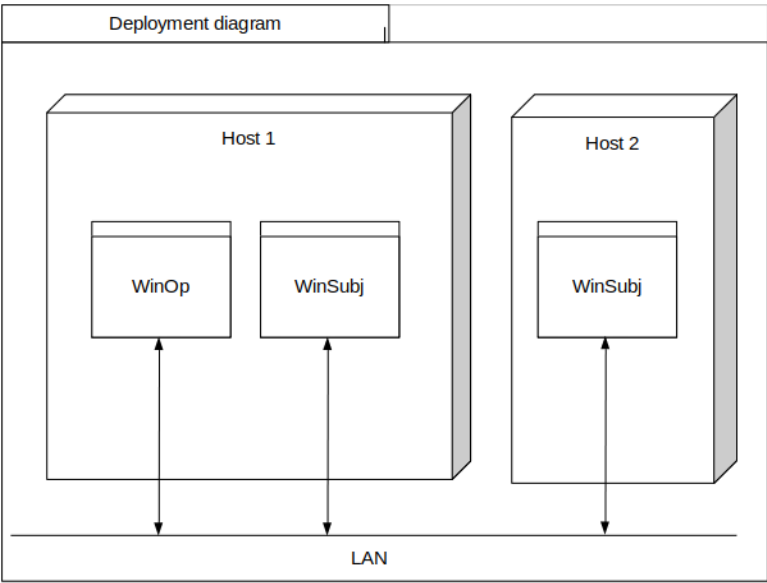 Deployment diagram
Host 1
Host 2
WinOp
WinSubj
WinSubj
LAN